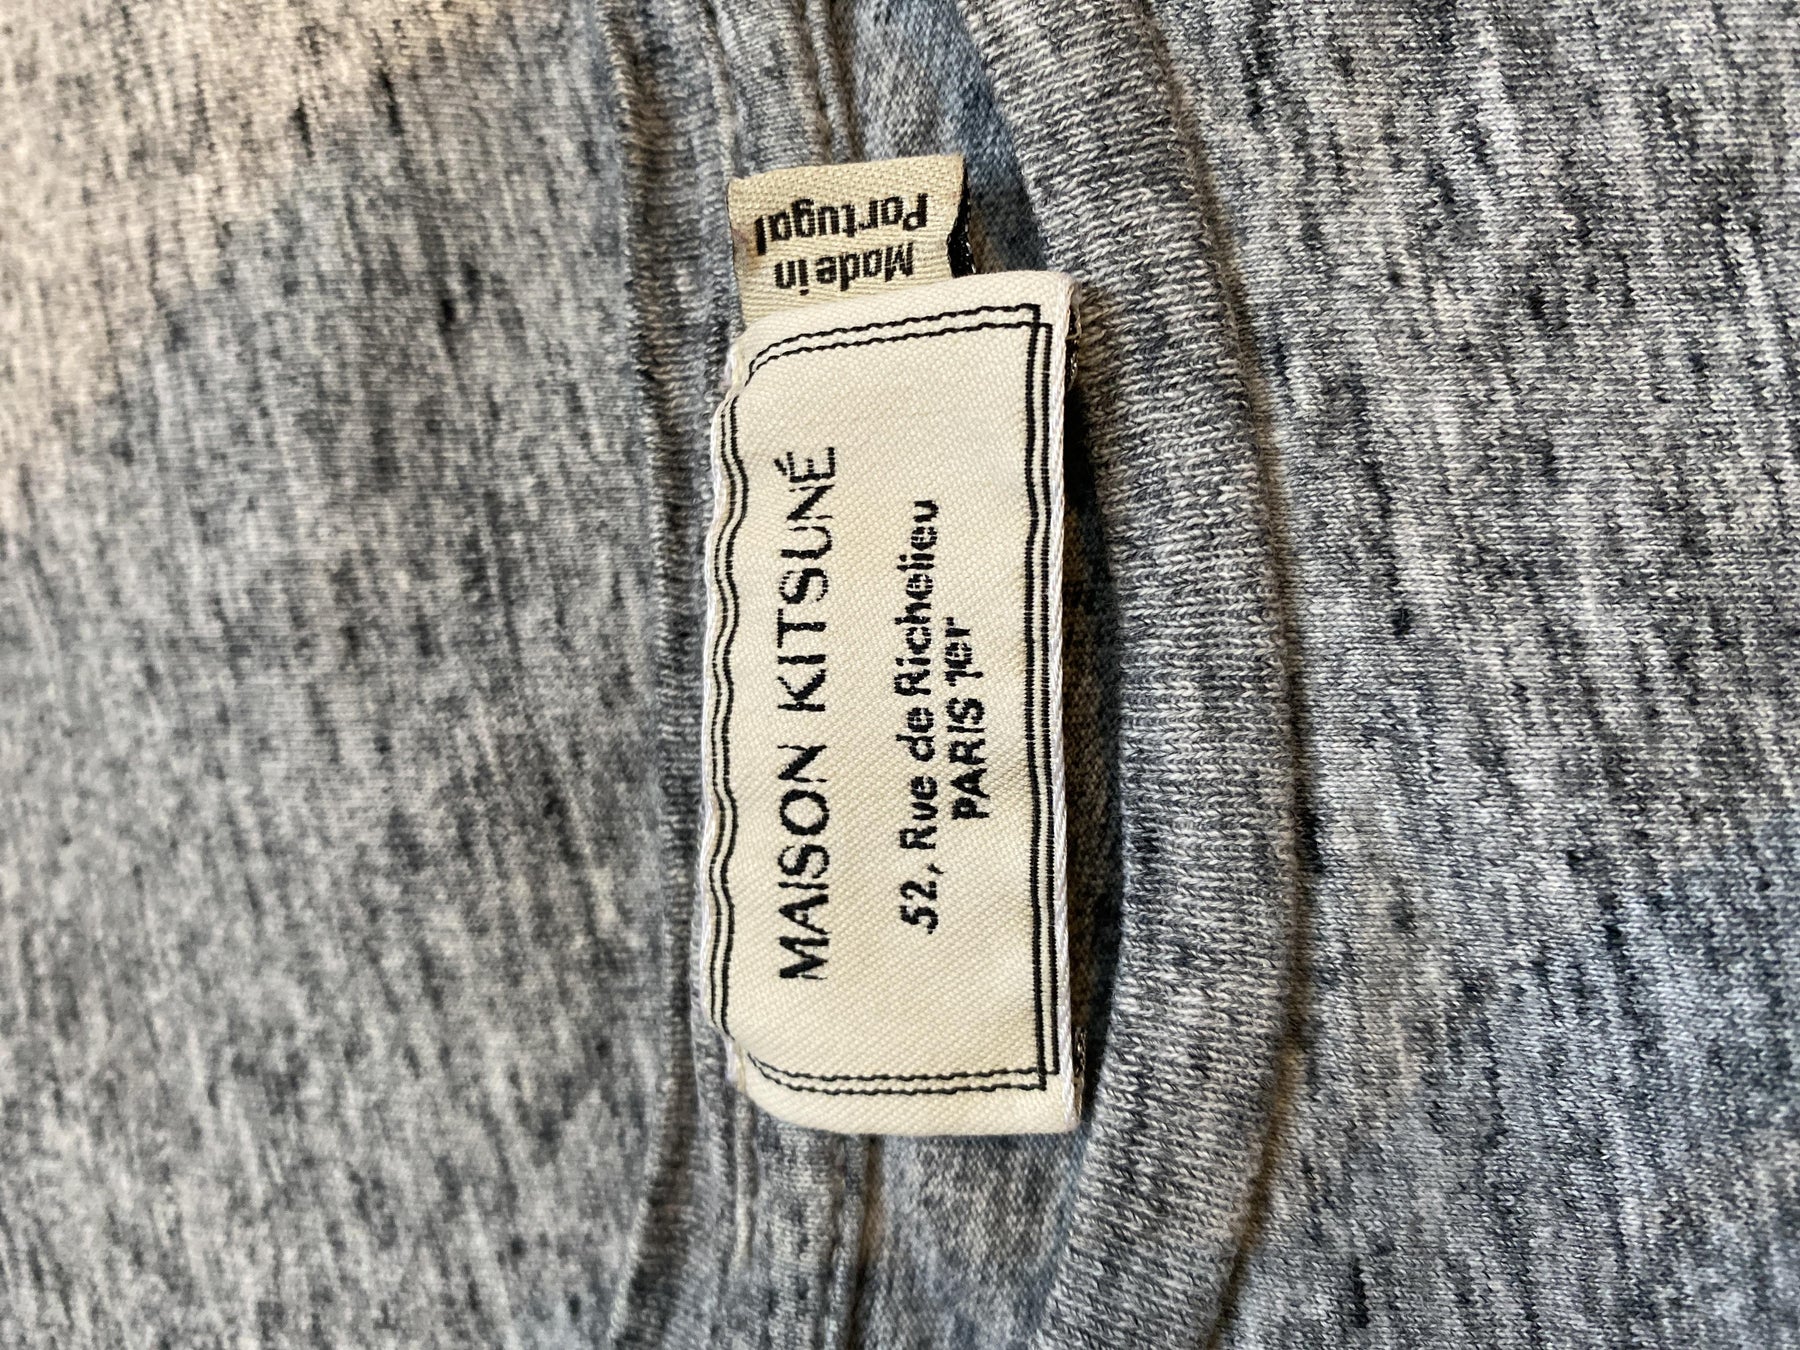 MAISON KITSUNÉ
52, Rue de Richelieu
PARIS 1er
Made in
Portugal